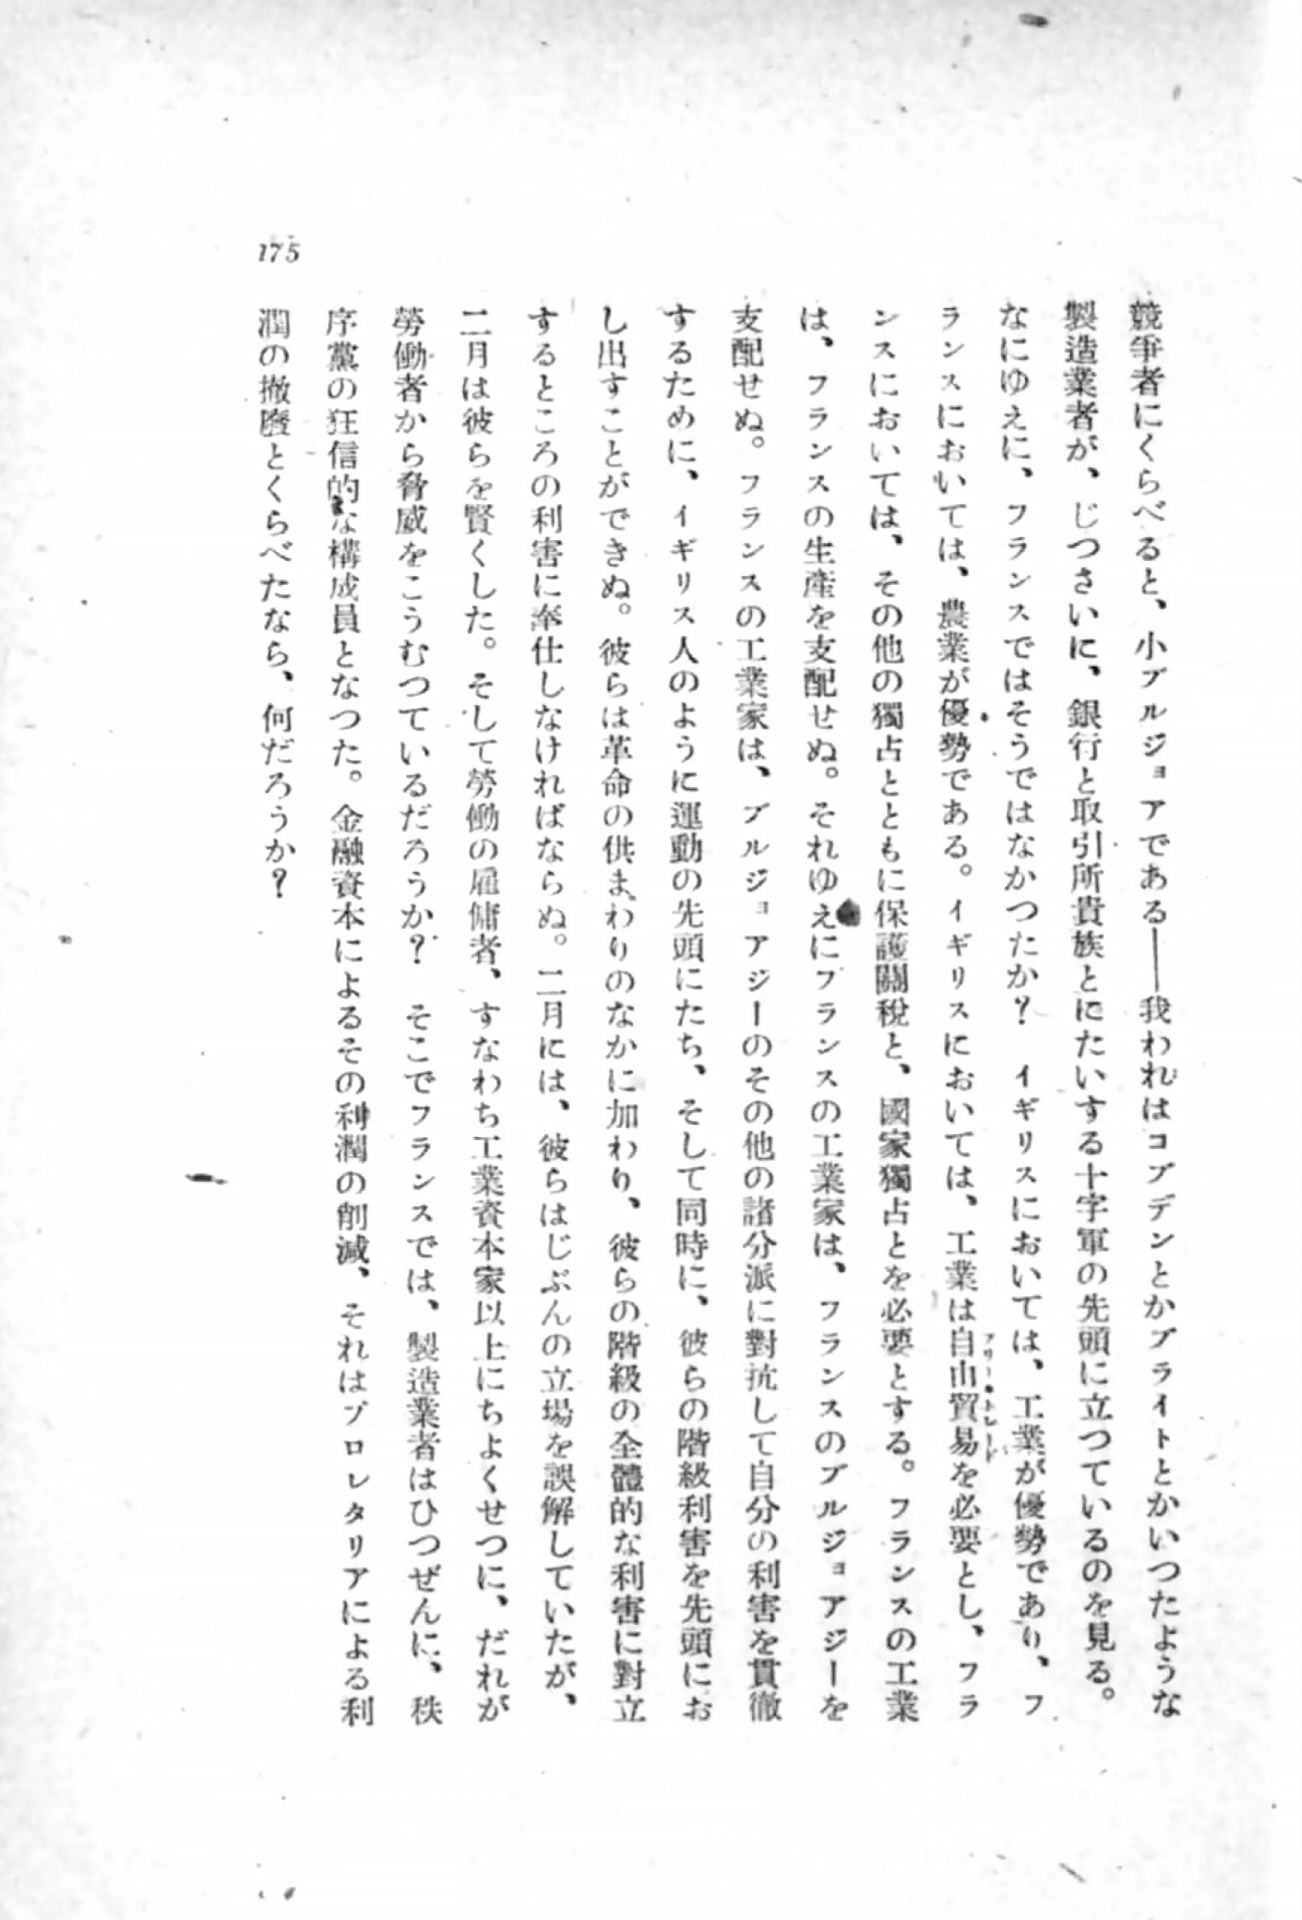 競爭者にくらべると、小ブルジョアである——我われはコブデンとかブライトとかいつたような
製造業者が、じつさいに、銀行と取引所貴族とにたいする十字軍の先頭に立つているのを見る。
なにゆえに、フランスではそうではなかつたか？　イギリスにおいては、工業が優勢であり、フ
ランスにおいては、農業が優勢である。イギリスにおいては、工業は自由貿易を必要とし、フラ
フリー・トレード
ンスにおいては、その他の獨占とともに保護關税と、國家獨占とを必要とする。フランスの工業
は、フランスの生産を支配せぬ。それゆえにフランスの工業家は、フランスのブルジョアジーを
支配せぬ。フランスの工業家は、ブルジョアジーのその他の諸分派に對抗して自分の利害を貫徹
するために、イギリス人のように運動の先頭にたち、そして同時に、彼らの階級利害を先頭にお
し出すことができぬ。彼らは革命の供まわりのなかに加わり、彼らの階級の全體的な利害に對立
するところの利害に奉仕しなければならぬ。二月には、彼らはじぶんの立場を誤解していたが、
二月は彼らを賢くした。そして勞働の雇傭者、すなわち工業資本家以上にちよくせつに、だれが
勞働者から脅威をこうむつているだろうか？　そこでフランスでは、製造業者はひつぜんに、秩
序黨の狂信的な構成員となつた。金融資本によるその利潤の削減、それはプロレタリアによる利
潤の撤廢とくらべたなら、何だろうか？
175